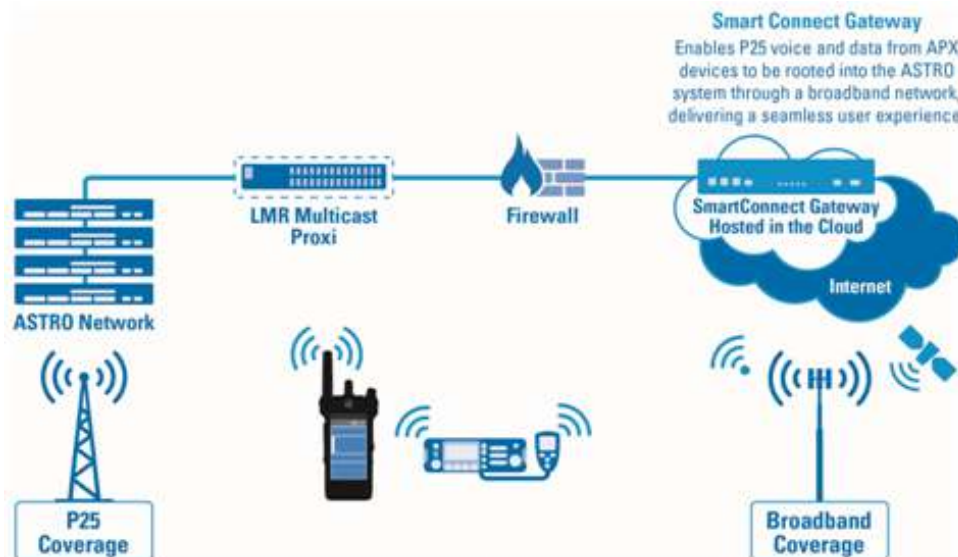 Smart Connect Gateway
Enables P25 voice and data from APX
devices to be rooted into the ASTRO
system through a broadband network,
delivering a seamless user experience
LMR Multicast
Proxi
Firewall
SmartConnect Gateway
Hosted in the Cloud
Internet
ASTRO Network
P25
Coverage
Broadband
Coverage